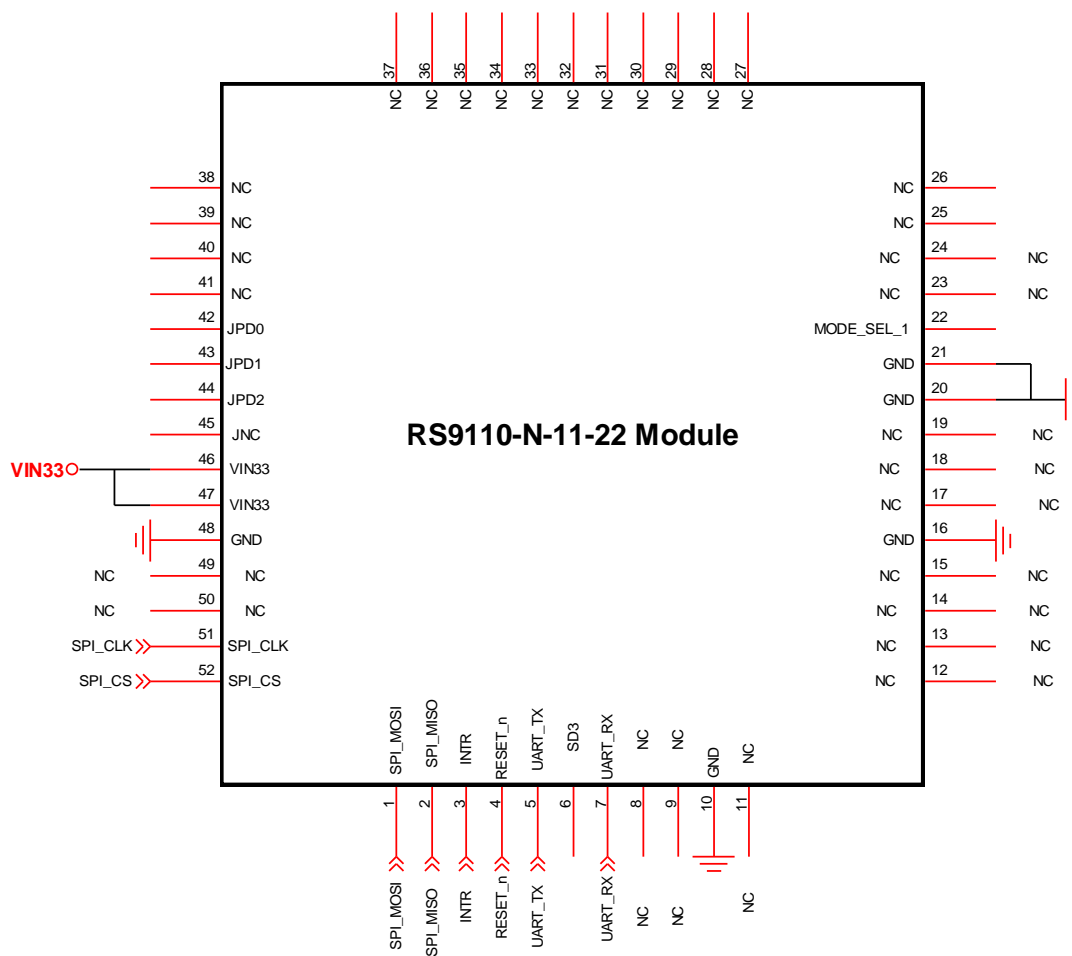 37 36 35 34 33 32 31 30 29 28 27
NC NC NC NC NC NC NC NC NC NC NC
38 NC NC 26
39 NC NC 25
40 NC NC 24 NC
41 NC NC 23 NC
42 JPD0 MODE_SEL_1 22
43 JPD1 GND 21
44 JPD2 GND 20
RS9110-N-11-22 Module
45 JNC NC 19 NC
VIN33 46 VIN33 NC 18 NC
47 VIN33 NC 17 NC
48 GND GND 16
NC 49 NC NC 15 NC
NC 50 NC NC 14 NC
SPI_CLK 51 SPI_CLK NC 13 NC
SPI_CS 52 SPI_CS NC 12 NC
SPI_MOSI SPI_MISO INTR RESET_n UART_TX SD3 UART_RX NC NC GND NC
1 2 3 4 5 6 7 8 9 10 11
SPI_MOSI SPI_MISO INTR RESET_n UART_TX UART_RX NC NC NC